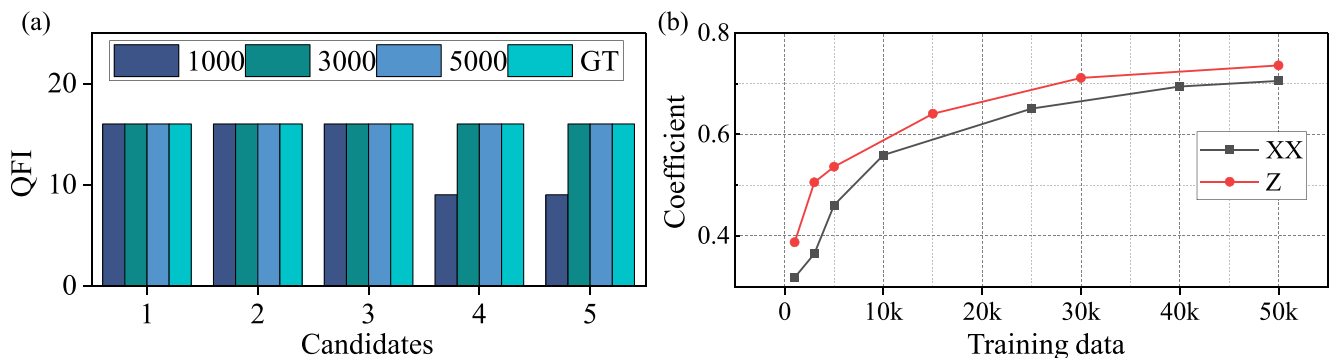 (a)
1000 3000 5000 GT
20
10
0
QFI
1 2 3 4 5
Candidates
(b)
0.8
0.6
0.4
Coefficient
XX
Z
0 10k 20k 30k 40k 50k
Training data